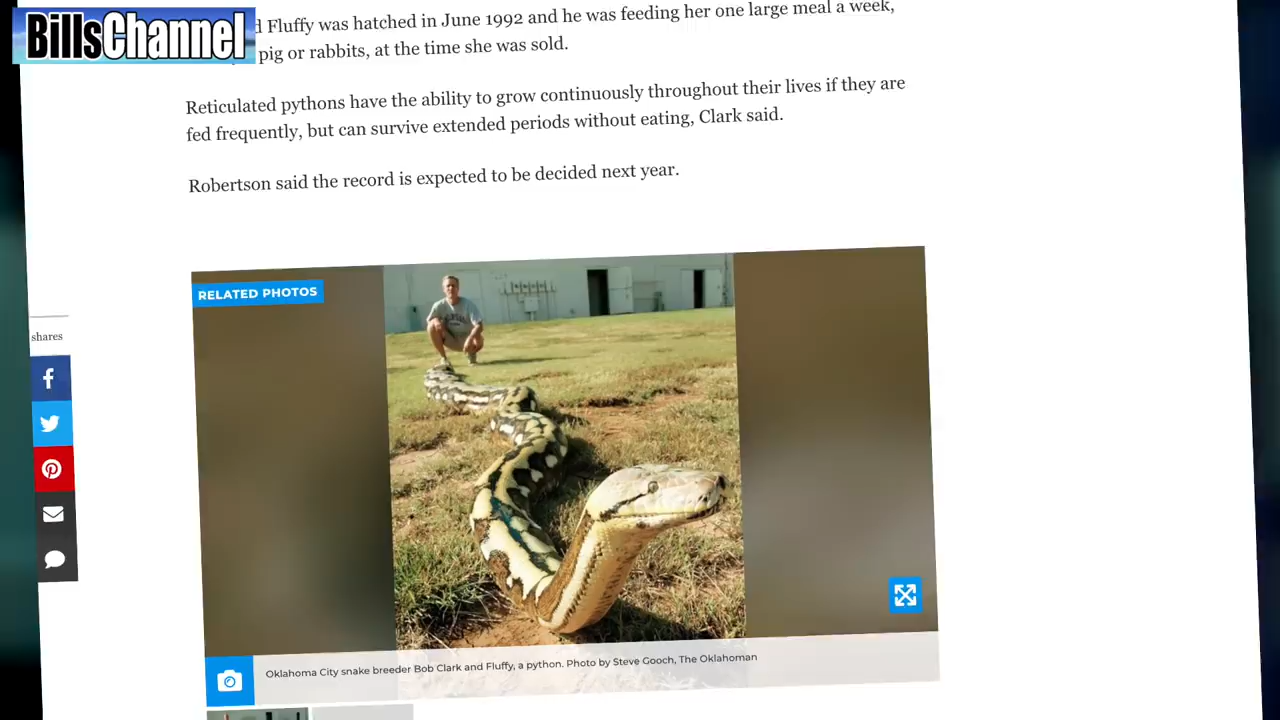 BillsChannel
Fluffy was hatched in June 1992 and he was feeding her one large meal a week,
pig or rabbits, at the time she was sold.
Reticulated pythons have the ability to grow continuously throughout their lives if they are
fed frequently, but can survive extended periods without eating, Clark said.
Robertson said the record is expected to be decided next year.
RELATED PHOTOS
shares
Oklahoma City snake breeder Bob Clark and Fluffy, a python. Photo by Steve Gooch, The Oklahoman